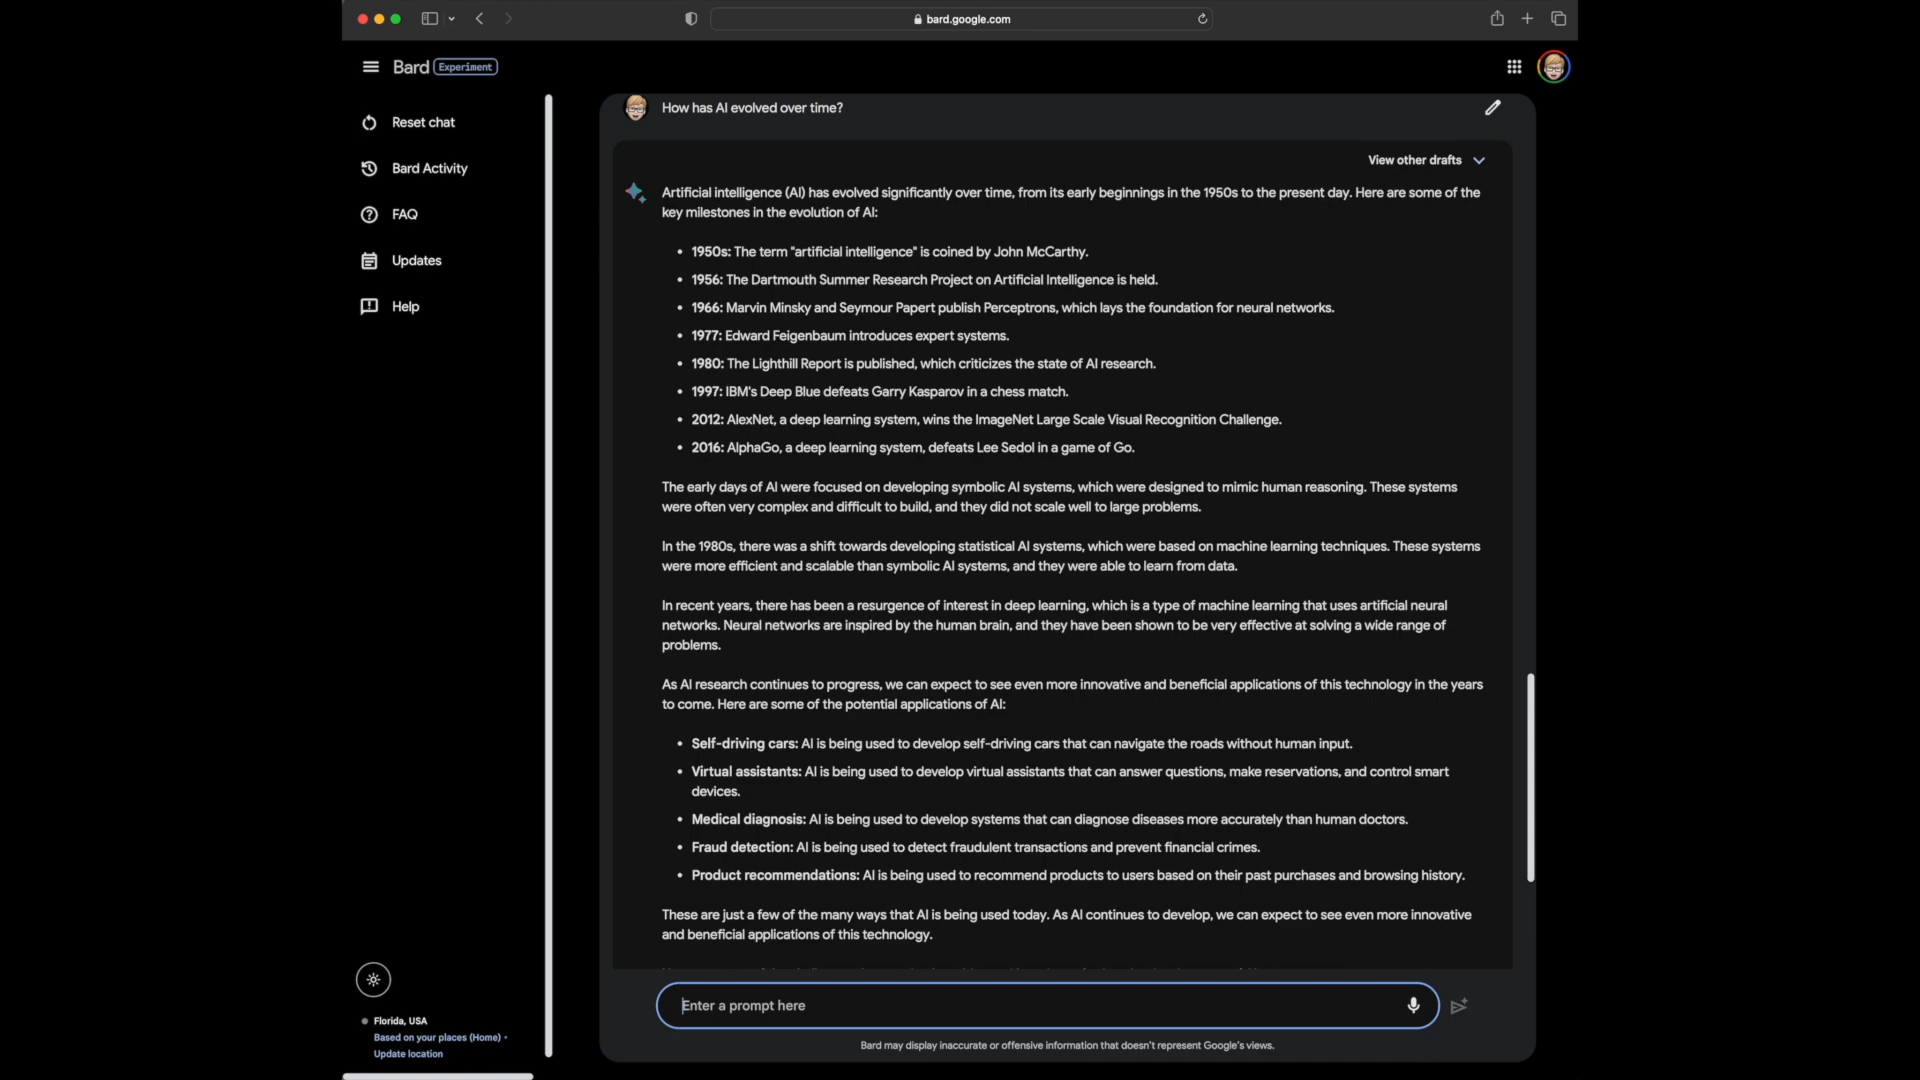 bard.google.com
Bard Experiment
Reset chat
Bard Activity
FAQ
Updates
Help
How has AI evolved over time?
View other drafts
Artificial intelligence (AI) has evolved significantly over time, from its early beginnings in the 1950s to the present day. Here are some of the
key milestones in the evolution of AI:
• 1950s: The term "artificial intelligence" is coined by John McCarthy.
• 1956: The Dartmouth Summer Research Project on Artificial Intelligence is held.
• 1966: Marvin Minsky and Seymour Papert publish Perceptrons, which lays the foundation for neural networks.
• 1977: Edward Feigenbaum introduces expert systems.
• 1980: The Lighthill Report is published, which criticizes the state of AI research.
• 1997: IBM's Deep Blue defeats Garry Kasparov in a chess match.
• 2012: AlexNet, a deep learning system, wins the ImageNet Large Scale Visual Recognition Challenge.
• 2016: AlphaGo, a deep learning system, defeats Lee Sedol in a game of Go.
The early days of AI were focused on developing symbolic AI systems, which were designed to mimic human reasoning. These systems
were often very complex and difficult to build, and they did not scale well to large problems.
In the 1980s, there was a shift towards developing statistical AI systems, which were based on machine learning techniques. These systems
were more efficient and scalable than symbolic AI systems, and they were able to learn from data.
In recent years, there has been a resurgence of interest in deep learning, which is a type of machine learning that uses artificial neural
networks. Neural networks are inspired by the human brain, and they have been shown to be very effective at solving a wide range of
problems.
As AI research continues to progress, we can expect to see even more innovative and beneficial applications of this technology in the years
to come. Here are some of the potential applications of AI:
• Self-driving cars: AI is being used to develop self-driving cars that can navigate the roads without human input.
• Virtual assistants: AI is being used to develop virtual assistants that can answer questions, make reservations, and control smart
devices.
• Medical diagnosis: AI is being used to develop systems that can diagnose diseases more accurately than human doctors.
• Fraud detection: AI is being used to detect fraudulent transactions and prevent financial crimes.
• Product recommendations: AI is being used to recommend products to users based on their past purchases and browsing history.
These are just a few of the many ways that AI is being used today. As AI continues to develop, we can expect to see even more innovative
and beneficial applications of this technology.
Enter a prompt here
Bard may display inaccurate or offensive information that doesn't represent Google's views.
Florida, USA
Based on your places (Home) •
Update location